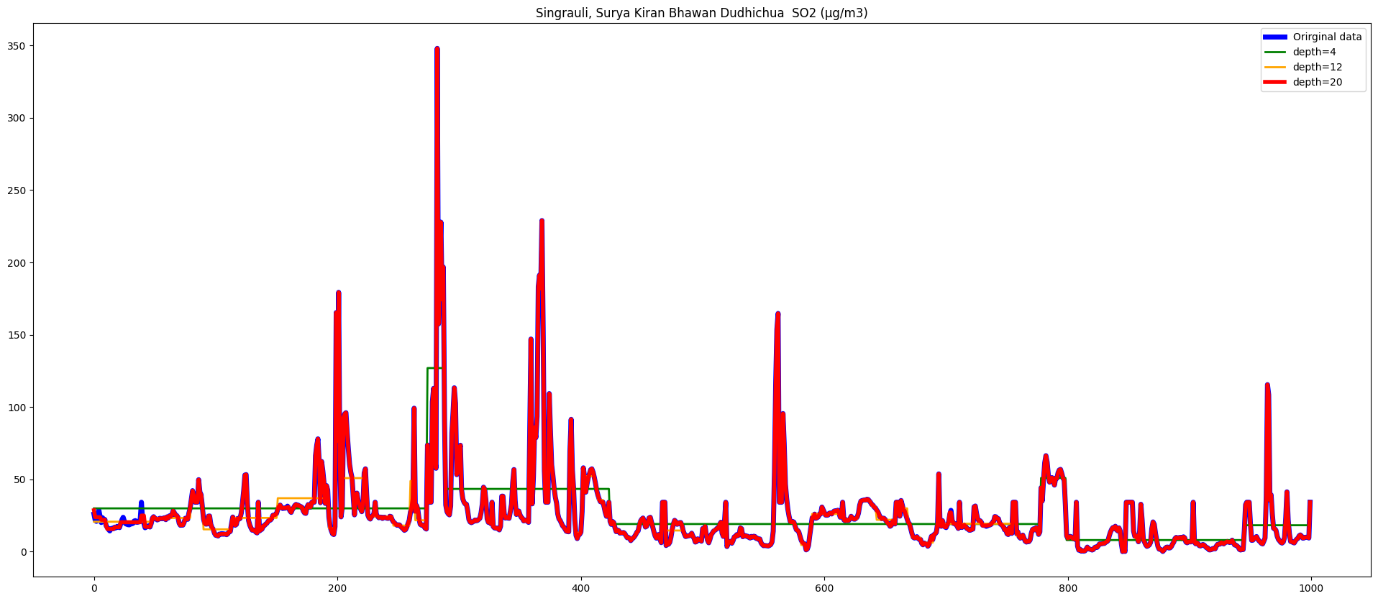 Singrauli, Surya Kiran Bhawan Dudhichua  SO2 (µg/m3)
Orirginal data
depth=4
depth=12
depth=20
350
300
250
200
150
100
50
0
0 200 400 600 800 1000